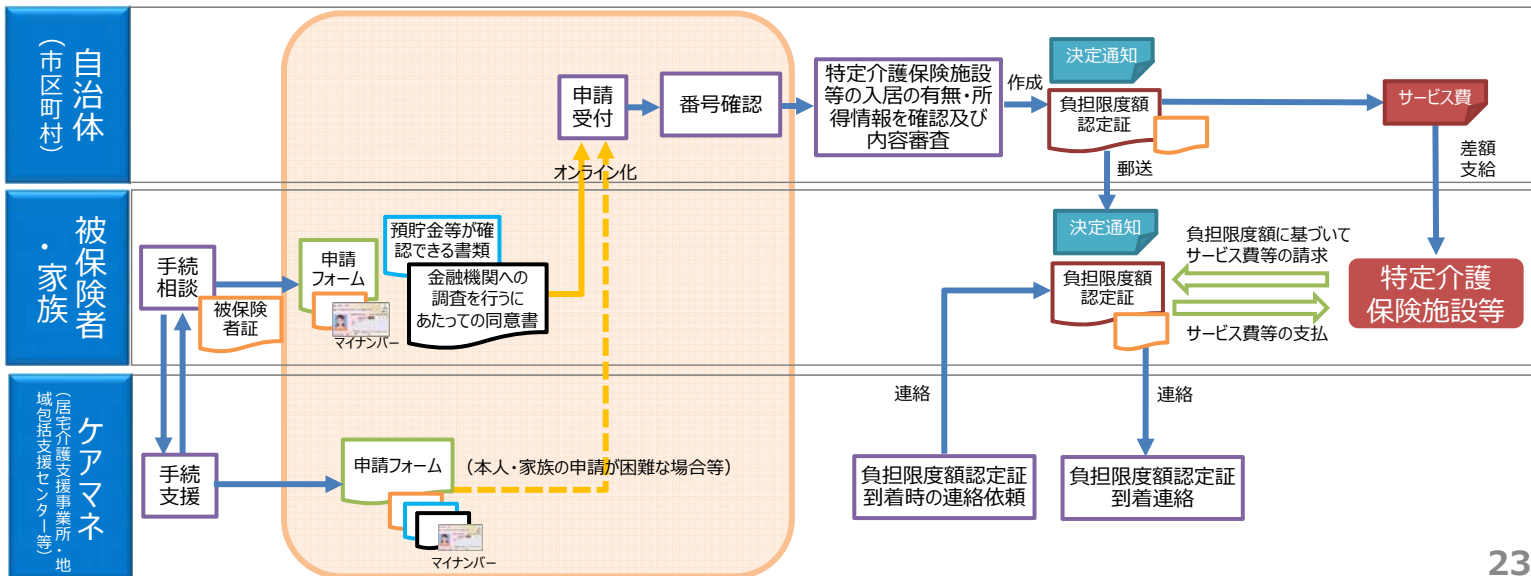 自治体
(市区町村)
申請
受付
番号確認
特定介護保険施設
等の入居の有無・所
得情報を確認及び
内容審査
作成
決定通知
負担限度額
認定証
サービス費
オンライン化
郵送
差額
支給
被保険者
・家族
手続
相談
被保険
者証
申請
フォーム
マイナンバー
預貯金等が確
認できる書類
金融機関への
調査を行うに
あたっての同意書
決定通知
負担限度額
認定証
負担限度額に基づいて
サービス費等の請求
サービス費等の支払
特定介護
保険施設等
ケアマネ
(居宅介護支援事業所・地
域包括支援センター等)
手続
支援
申請フォーム
(本人・家族の申請が困難な場合等)
マイナンバー
連絡
負担限度額認定証
到着時の連絡依頼
連絡
負担限度額認定証
到着連絡
23